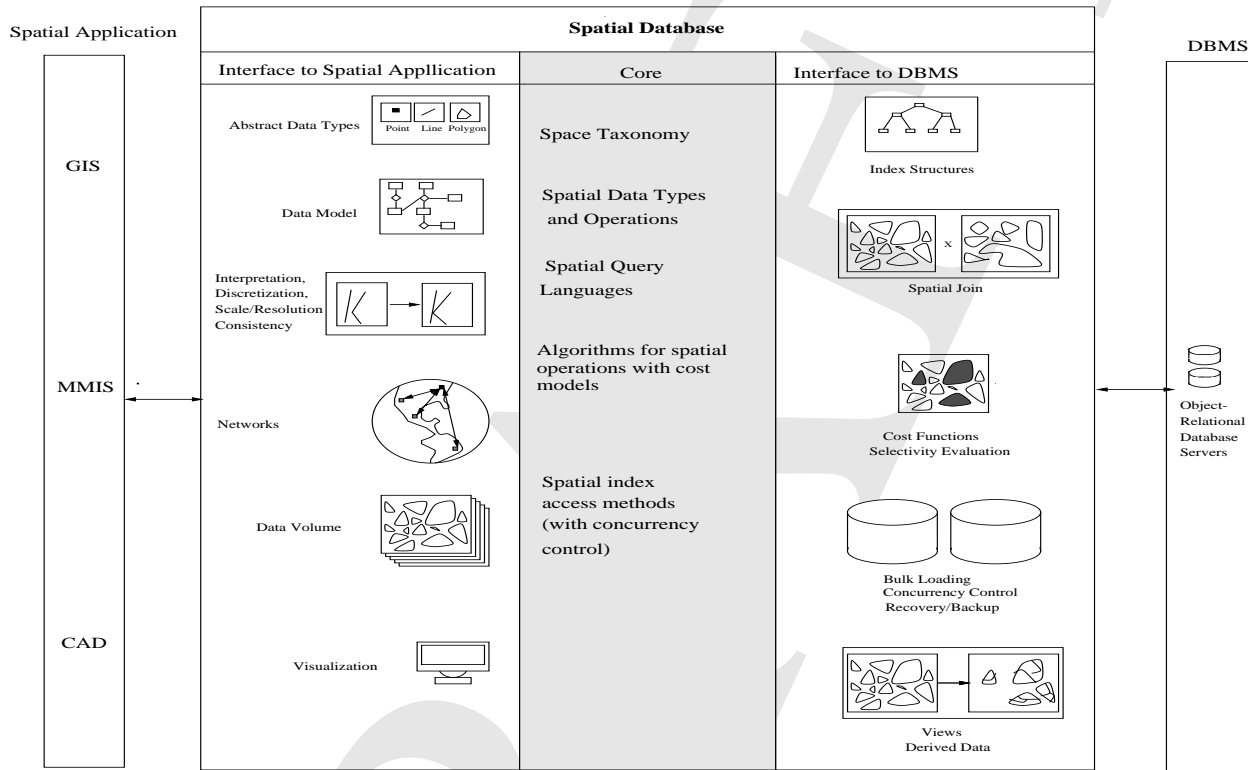 Spatial Application
Spatial Database
DBMS
Interface to Spatial Appllication
Core
Interface to DBMS
GIS
MMIS
CAD
Abstract Data Types
Point Line Polygon
Data Model
Interpretation,
Discretization,
Scale/Resolution
Consistency
Networks
Data Volume
Visualization
Space Taxonomy
Spatial Data Types
and Operations
Spatial Query
Languages
Algorithms for spatial
operations with cost
models
Spatial index
access methods
(with concurrency
control)
Index Structures
x
Spatial Join
Cost Functions
Selectivity Evaluation
Bulk Loading
Concurrency Control
Recovery/Backup
Views
Derived Data
Object-
Relational
Database
Servers